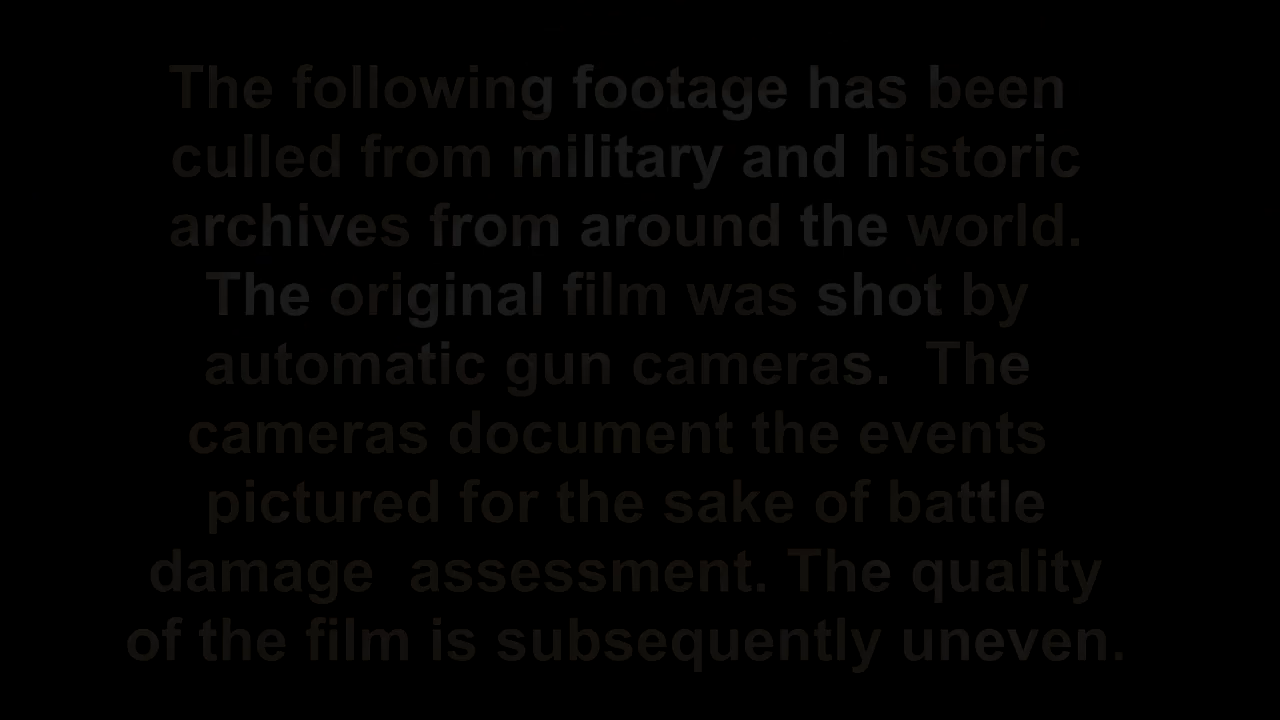 The following footage has been
culled from military and historic
archives from around the world.
The original film was shot by
automatic gun cameras.  The
cameras document the events
pictured for the sake of battle
damage  assessment. The quality
of the film is subsequently uneven.